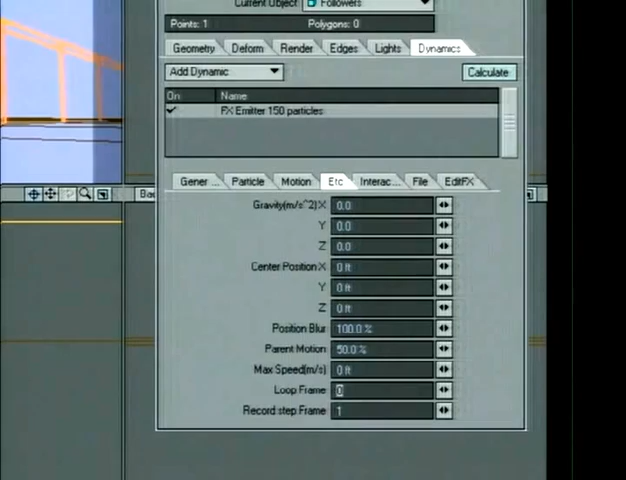 Current Object Followers
Points: 1 Polygons: 0
Geometry Deform Render Edges Lights Dynamics
Add Dynamic Calculate
On Name
FX Emitter 150 particles
Gener ... Particle Motion Etc Interac... File EditFX
Gravity(m/s^2)X 0.0
Y 0.0
Z 0.0
Center Position X 0 ft
Y 0 ft
Z 0 ft
Position Blur 100.0 %
Parent Motion 50.0 %
Max Speed(m/s) 0 ft
Loop Frame 0
Record step Frame 1
Bac